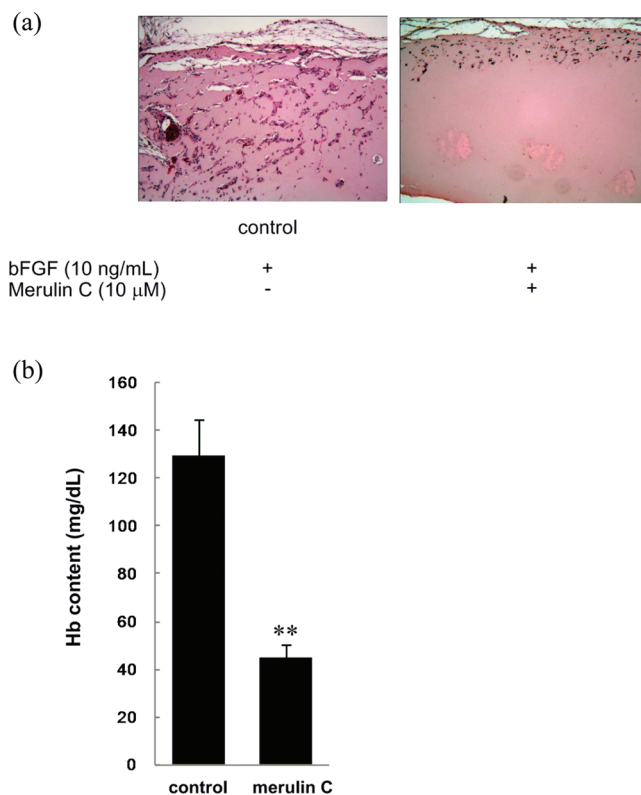 (a)
control
bFGF (10 ng/mL) + +
Merulin C (10 μM) - +
(b)
Hb content (mg/dL)
160
140
120
100
80
60
40
20
0
**
control merulin C